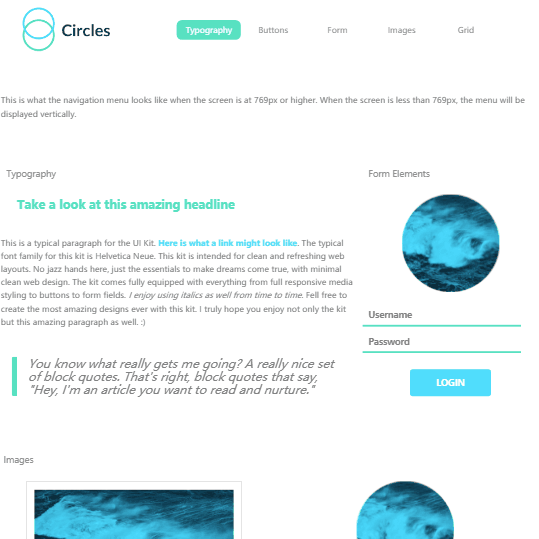 Circles
Typography
Buttons
Form
Images
Grid
This is what the navigation menu looks like when the screen is at 769px or higher. When the screen is less than 769px, the menu will be
displayed vertically.
Typography
Form Elements
Take a look at this amazing headline
This is a typical paragraph for the UI Kit. Here is what a link might look like. The typical
font family for this kit is Helvetica Neue. This kit is intended for clean and refreshing web
layouts. No jazz hands here, just the essentials to make dreams come true, with minimal
clean web design. The kit comes fully equipped with everything from full responsive media
styling to buttons to form fields. I enjoy using italics as well from time to time. Fell free to
create the most amazing designs ever with this kit. I truly hope you enjoy not only the kit
but this amazing paragraph as well. :)
Username
Password
LOGIN
You know what really gets me going? A really nice set
of block quotes. That's right, block quotes that say,
"Hey, I'm an article you want to read and nurture."
Images